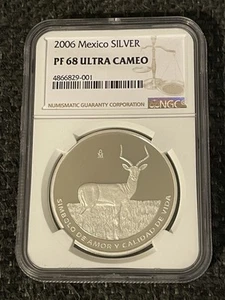 2006 Mexico SILVER
PF 68 ULTRA CAMEO
4866829-001
NUMISMATIC GUARANTY CORPORATION
NGC
M
SIMBOLO DE AMOR Y CALIDAD DE VIDA